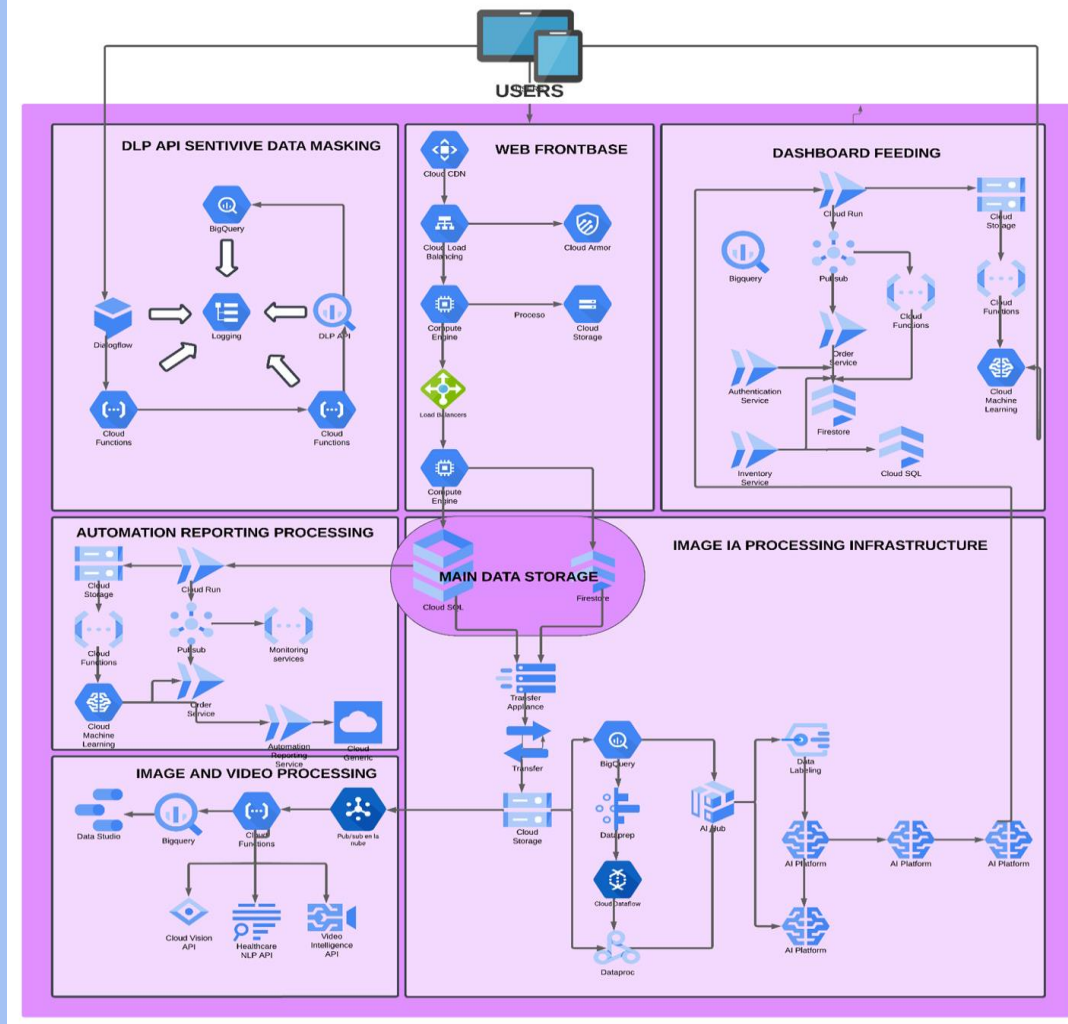 USERS
DLP API SENTIVIVE DATA MASKING
BigQuery
Logging
Dialogflow
DLP API
Cloud
Functions
Cloud
Functions
WEB FRONTBASE
Cloud CDN
Cloud Load
Balancing
Cloud Armor
Compute
Engine
Proceso
Cloud
Storage
Load Balancers
Compute
Engine
DASHBOARD FEEDING
Cloud Run
Cloud
Storage
Bigquery
Pubsub
Cloud
Functions
Cloud
Functions
Order
Service
Authentication
Service
Firestore
Cloud
Machine
Learning
Inventory
Service
Cloud SQL
AUTOMATION REPORTING PROCESSING
Cloud
Storage
Cloud Run
Cloud
Functions
Pubsub
Monitoring
services
Order
Service
Cloud
Machine
Learning
Automation
Reporting
Service
Cloud
Generic
MAIN DATA STORAGE
Cloud SQL
Firestore
IMAGE IA PROCESSING INFRASTRUCTURE
Transfer
Appliance
Transfer
Cloud
Storage
BigQuery
Dataprep
Cloud Dataflow
Dataproc
AI Hub
Data
Labeling
AI Platform
AI Platform
AI Platform
AI Platform
IMAGE AND VIDEO PROCESSING
Data Studio
Bigquery
Cloud
Functions
Pub/sub en la
nube
Cloud Vision
API
Healthcare
NLP API
Video
Intelligence
API